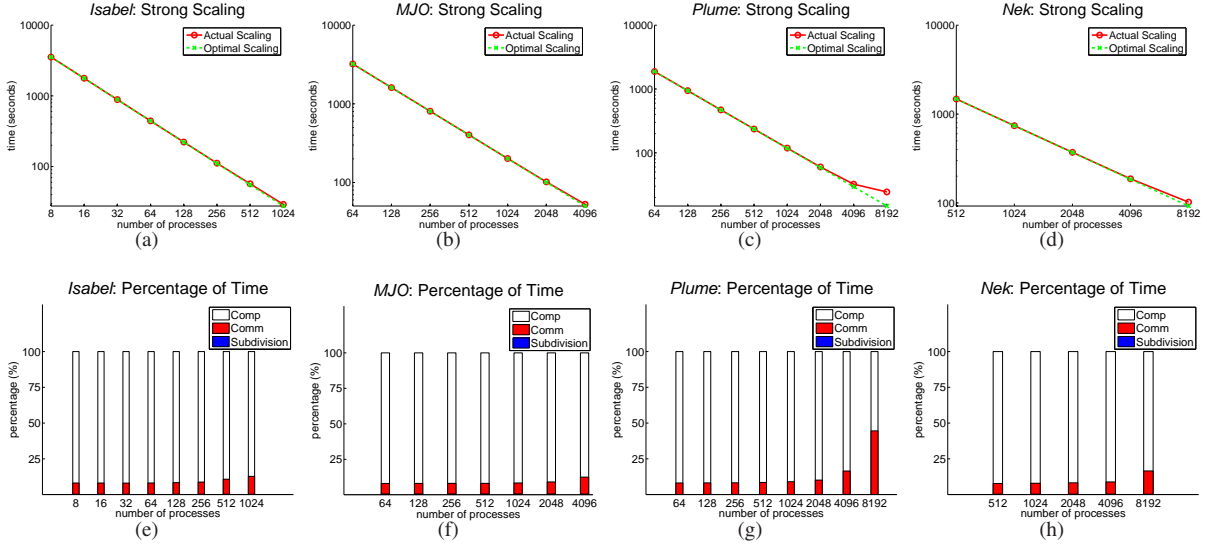 Isabel: Strong Scaling
10000
1000
100
time (seconds)
Actual Scaling
Optimal Scaling
8 16 32 64 128 256 512 1024
number of processes
(a)
MJO: Strong Scaling
10000
1000
100
time (seconds)
Actual Scaling
Optimal Scaling
64 128 256 512 1024 2048 4096
number of processes
(b)
Plume: Strong Scaling
10000
1000
100
time (seconds)
Actual Scaling
Optimal Scaling
64 128 256 512 1024 2048 4096 8192
number of processes
(c)
Nek: Strong Scaling
10000
1000
100
time (seconds)
Actual Scaling
Optimal Scaling
512 1024 2048 4096 8192
number of processes
(d)
Isabel: Percentage of Time
Comp
Comm
Subdivision
100
75
50
25
percentage (%)
8 16 32 64 128 256 512 1024
number of processes
(e)
MJO: Percentage of Time
Comp
Comm
Subdivision
100
75
50
25
percentage (%)
64 128 256 512 1024 2048 4096
number of processes
(f)
Plume: Percentage of Time
Comp
Comm
Subdivision
100
75
50
25
percentage (%)
64 128 256 512 1024 2048 4096 8192
number of processes
(g)
Nek: Percentage of Time
Comp
Comm
Subdivision
100
75
50
25
percentage (%)
512 1024 2048 4096 8192
number of processes
(h)